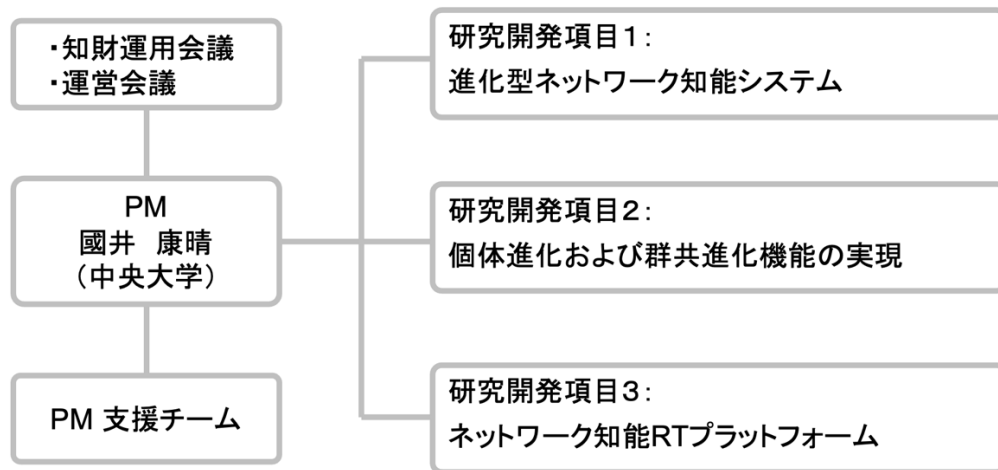 ・知財運用会議
・運営会議
PM
國井　康晴
（中央大学）
PM 支援チーム
研究開発項目１：
進化型ネットワーク知能システム
研究開発項目２：
個体進化および群共進化機能の実現
研究開発項目３：
ネットワーク知能RTプラットフォーム